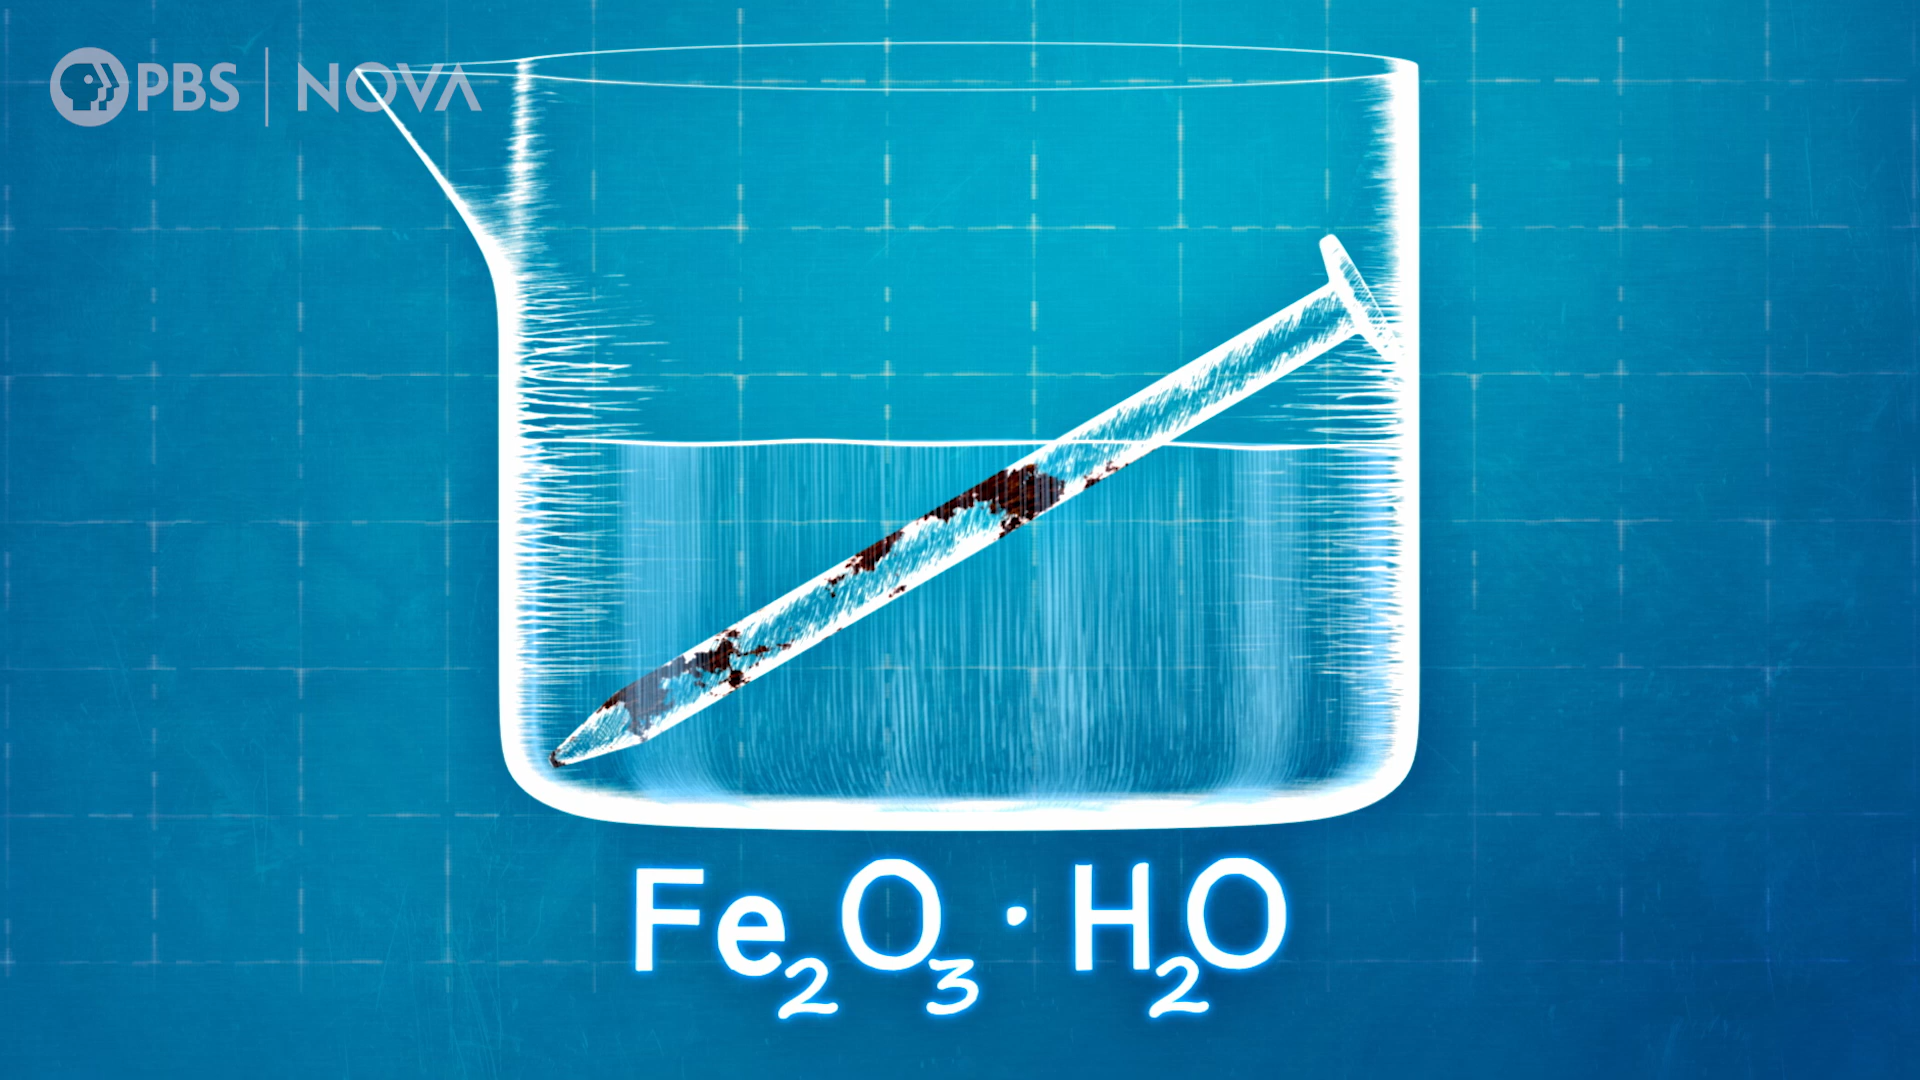 PBS | NOVA
Fe₂O₃ · H₂O